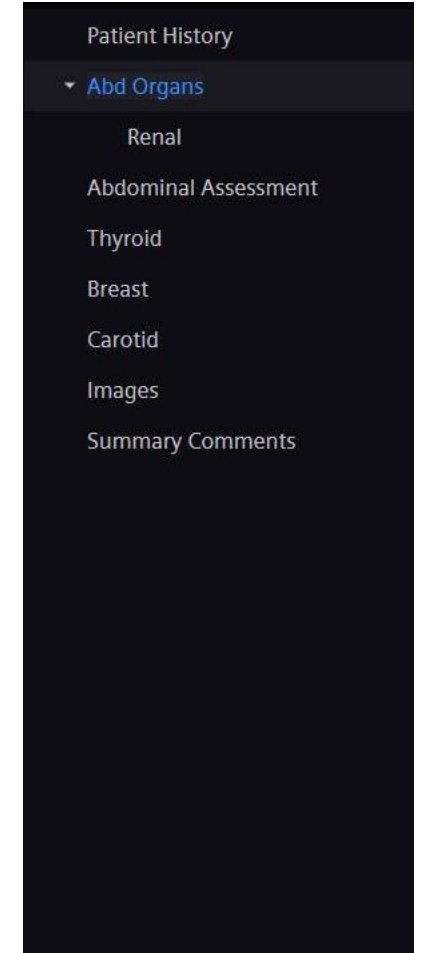 Patient History
Abd Organs
Renal
Abdominal Assessment
Thyroid
Breast
Carotid
Images
Summary Comments